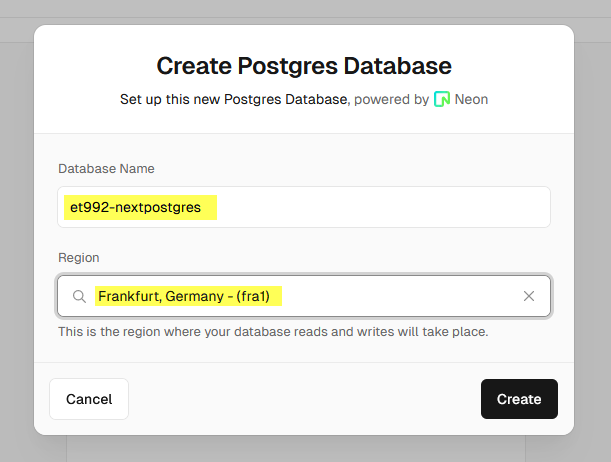 Create Postgres Database
Set up this new Postgres Database, powered by Neon
Database Name
et992-nextpostgres
Region
Frankfurt, Germany - (fra1)
This is the region where your database reads and writes will take place.
Cancel
Create